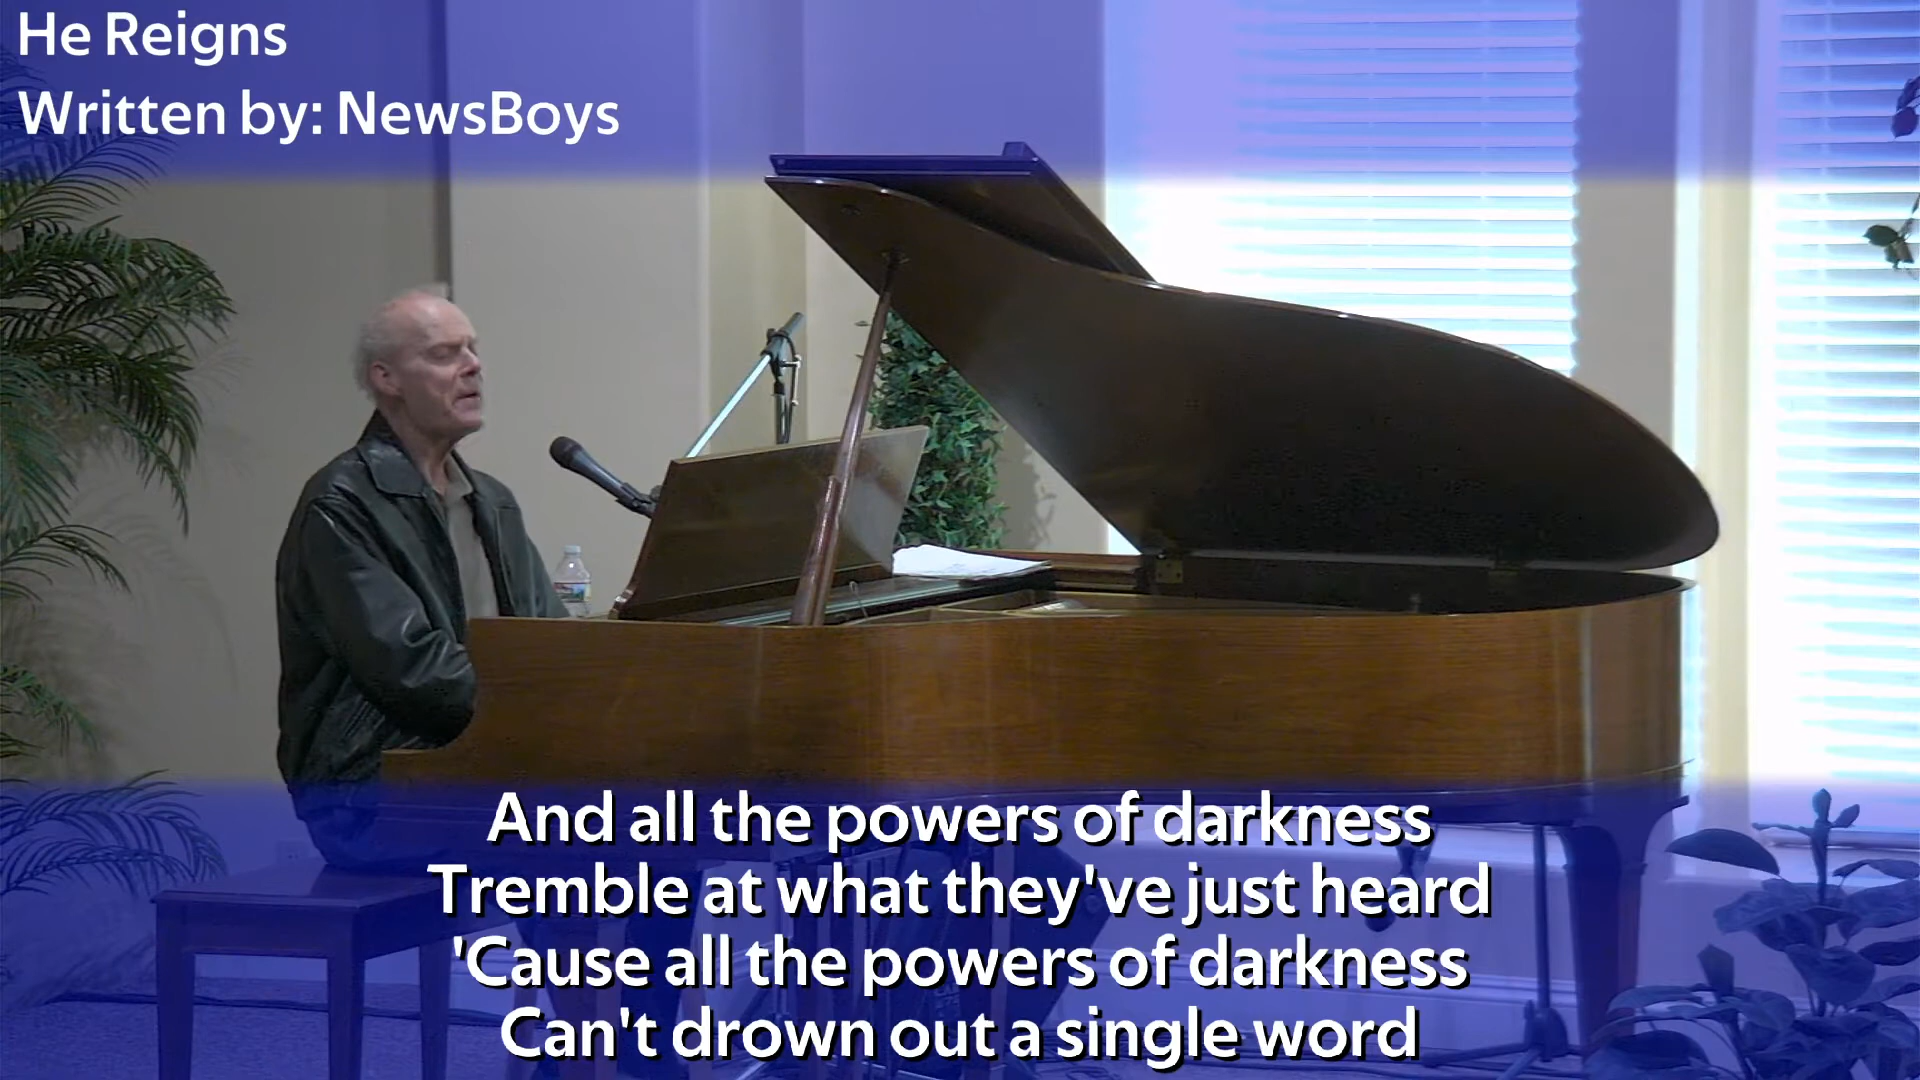 He Reigns
Written by: NewsBoys
And all the powers of darkness
Tremble at what they've just heard
'Cause all the powers of darkness
Can't drown out a single word